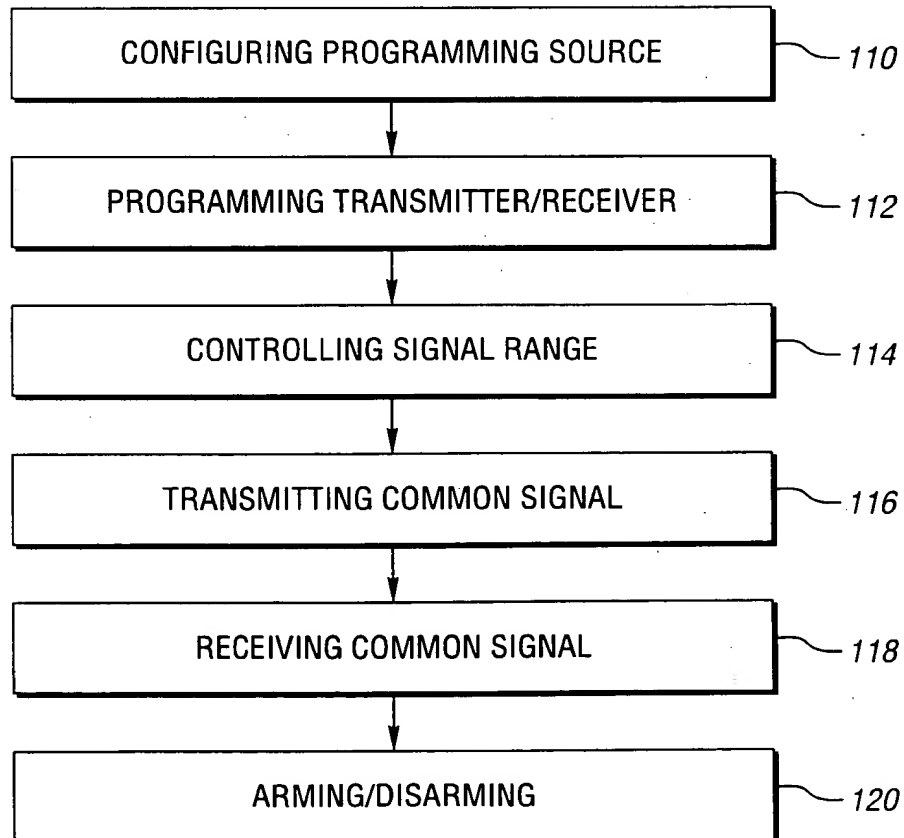 CONFIGURING PROGRAMMING SOURCE 110
PROGRAMMING TRANSMITTER/RECEIVER 112
CONTROLLING SIGNAL RANGE 114
TRANSMITTING COMMON SIGNAL 116
RECEIVING COMMON SIGNAL 118
ARMING/DISARMING 120